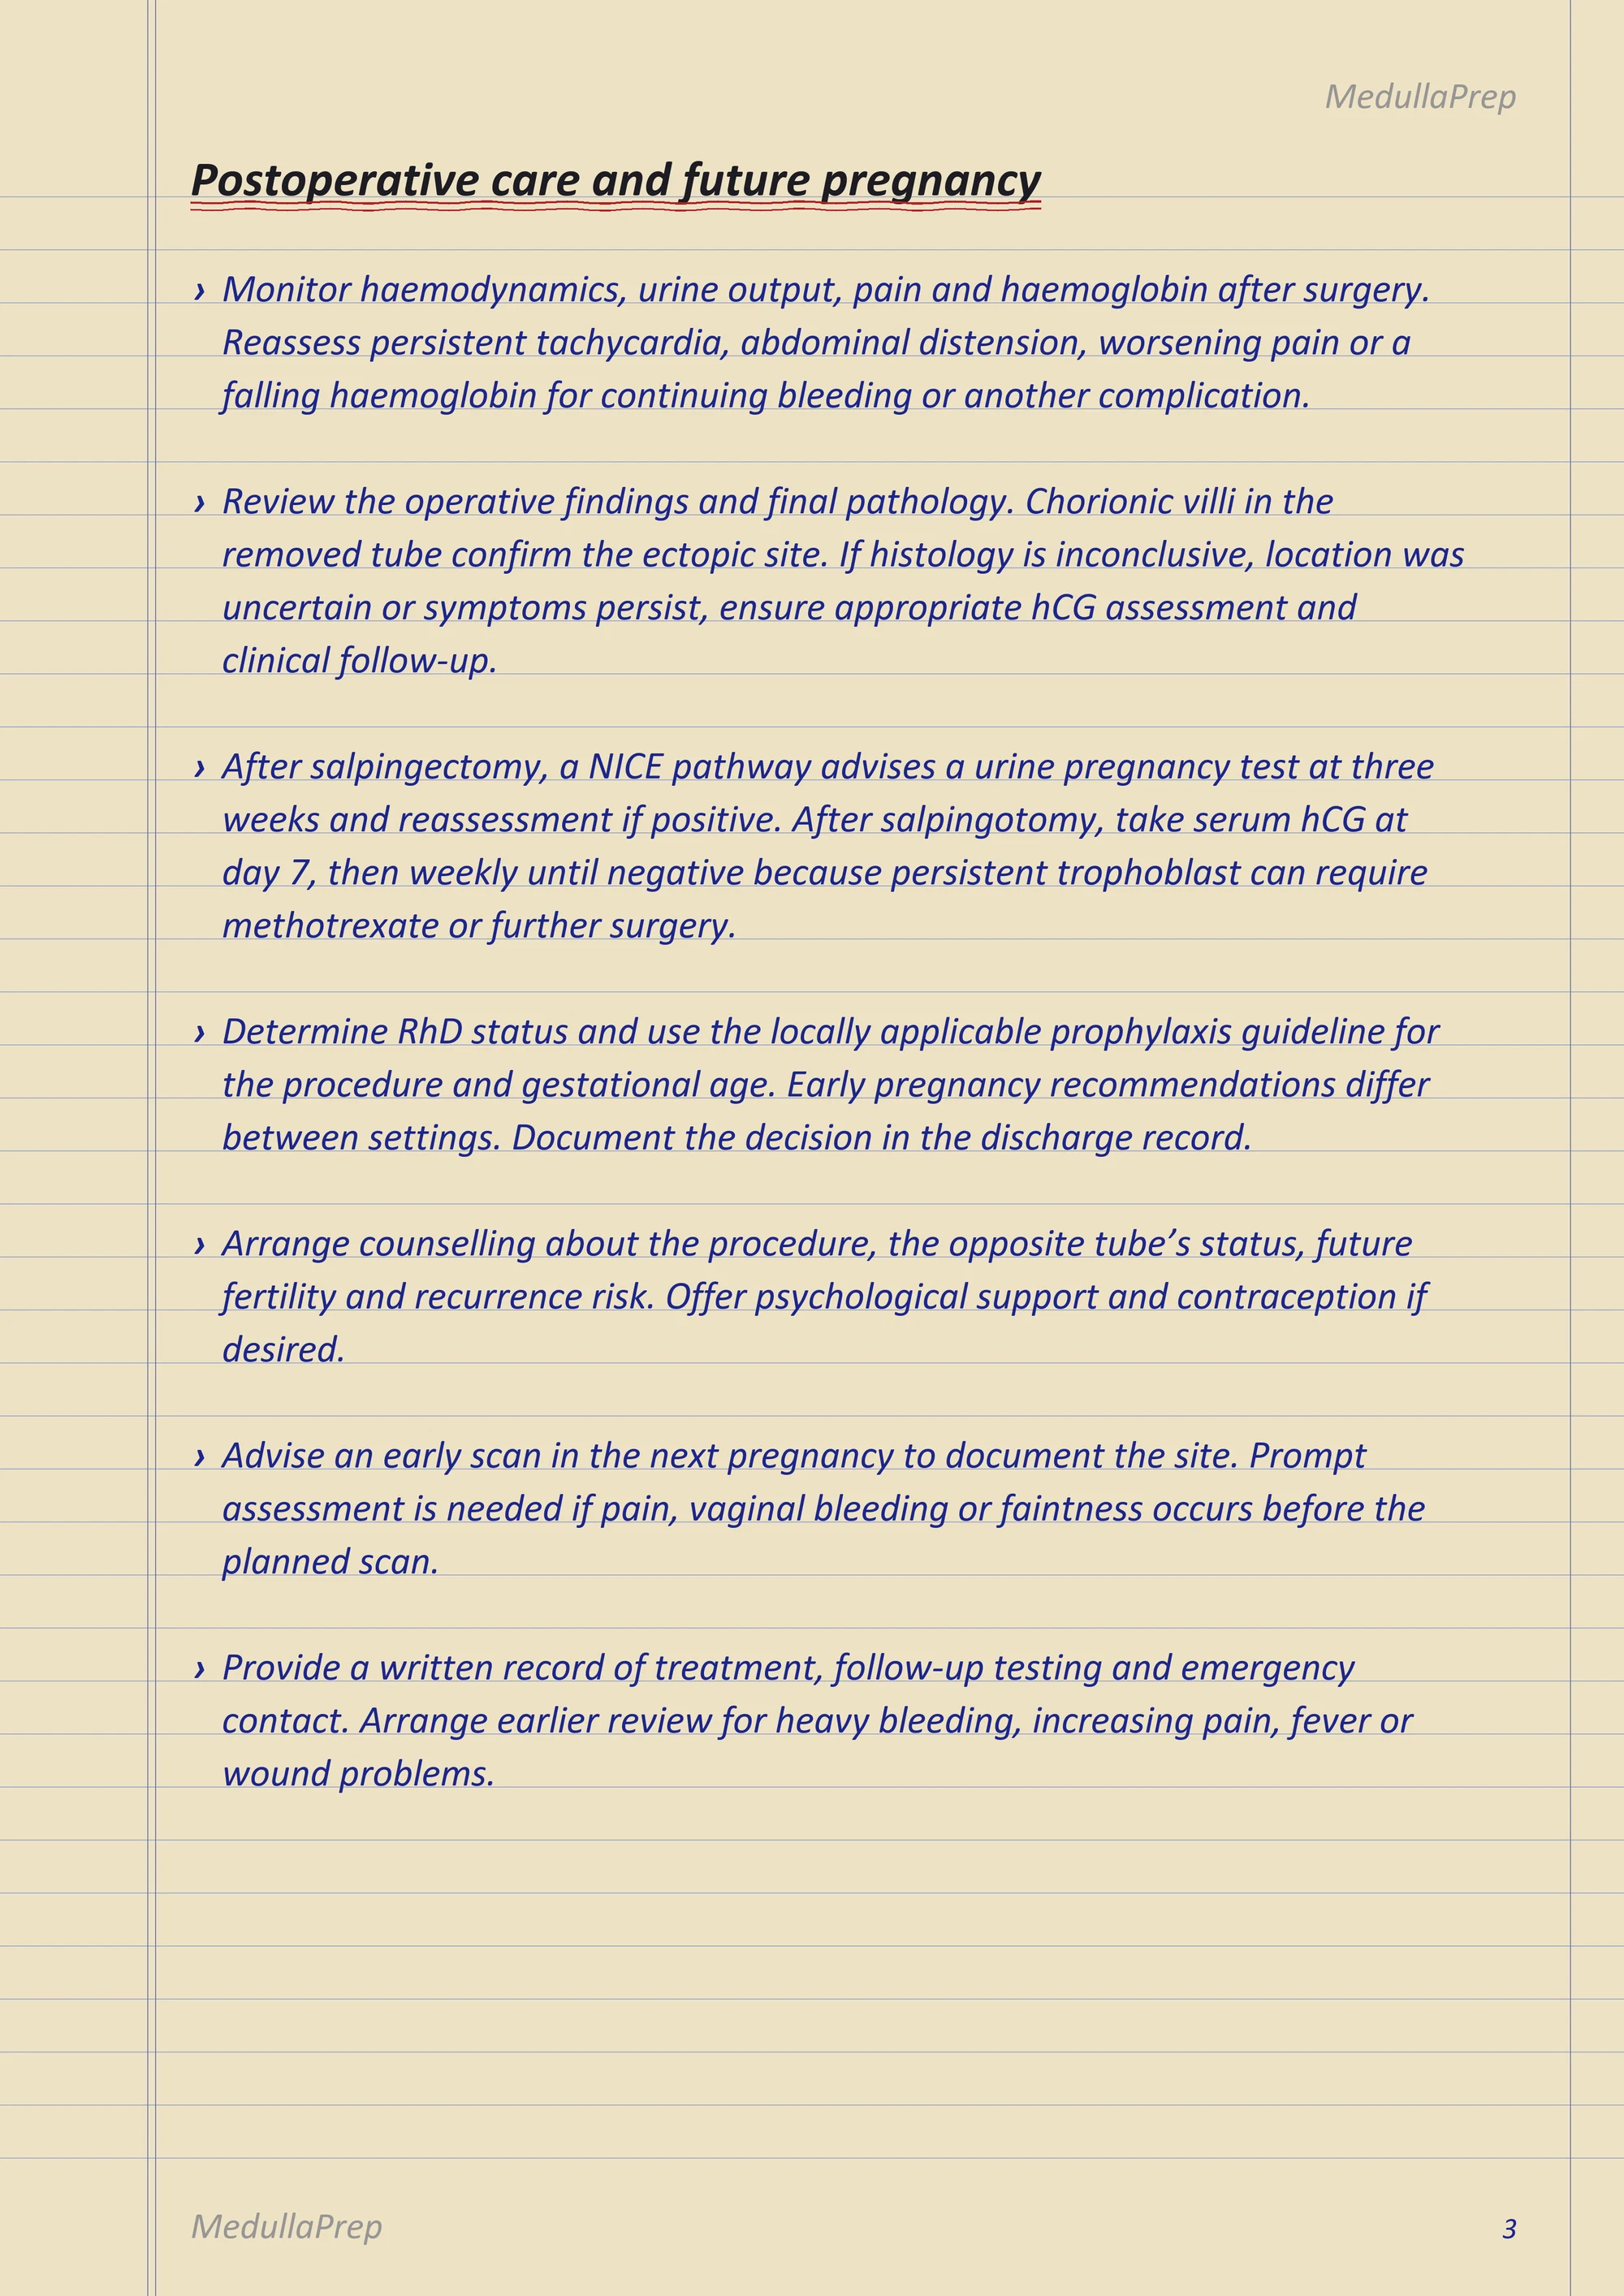 MedullaPrep
Postoperative care and future pregnancy
› Monitor haemodynamics, urine output, pain and haemoglobin after surgery.
Reassess persistent tachycardia, abdominal distension, worsening pain or a
falling haemoglobin for continuing bleeding or another complication.
› Review the operative findings and final pathology. Chorionic villi in the
removed tube confirm the ectopic site. If histology is inconclusive, location was
uncertain or symptoms persist, ensure appropriate hCG assessment and
clinical follow-up.
› After salpingectomy, a NICE pathway advises a urine pregnancy test at three
weeks and reassessment if positive. After salpingotomy, take serum hCG at
day 7, then weekly until negative because persistent trophoblast can require
methotrexate or further surgery.
› Determine RhD status and use the locally applicable prophylaxis guideline for
the procedure and gestational age. Early pregnancy recommendations differ
between settings. Document the decision in the discharge record.
› Arrange counselling about the procedure, the opposite tube’s status, future
fertility and recurrence risk. Offer psychological support and contraception if
desired.
› Advise an early scan in the next pregnancy to document the site. Prompt
assessment is needed if pain, vaginal bleeding or faintness occurs before the
planned scan.
› Provide a written record of treatment, follow-up testing and emergency
contact. Arrange earlier review for heavy bleeding, increasing pain, fever or
wound problems.
MedullaPrep
3